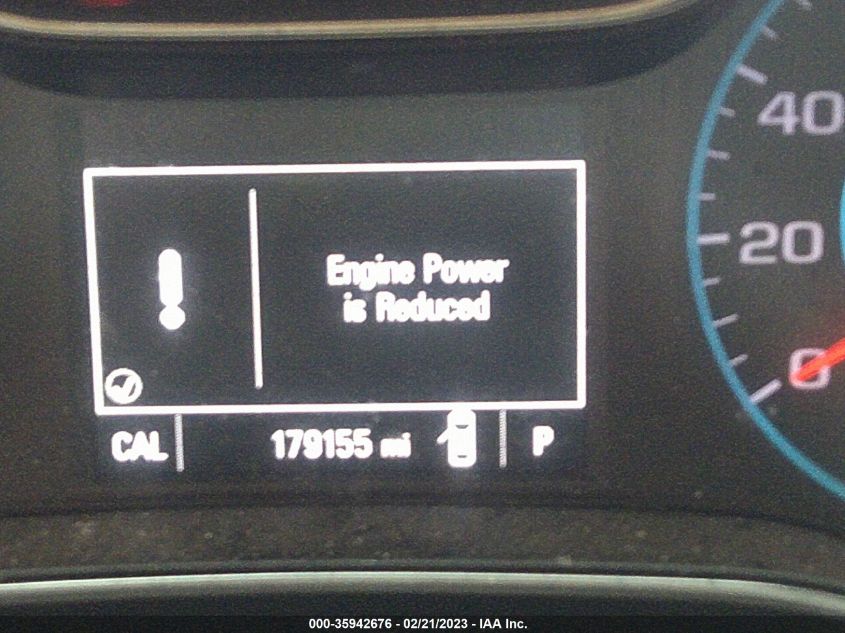 Engine Power
is Reduced
CAL 179155 mi P
40
20
0
000-35942676 - 02/21/2023 - IAA Inc.